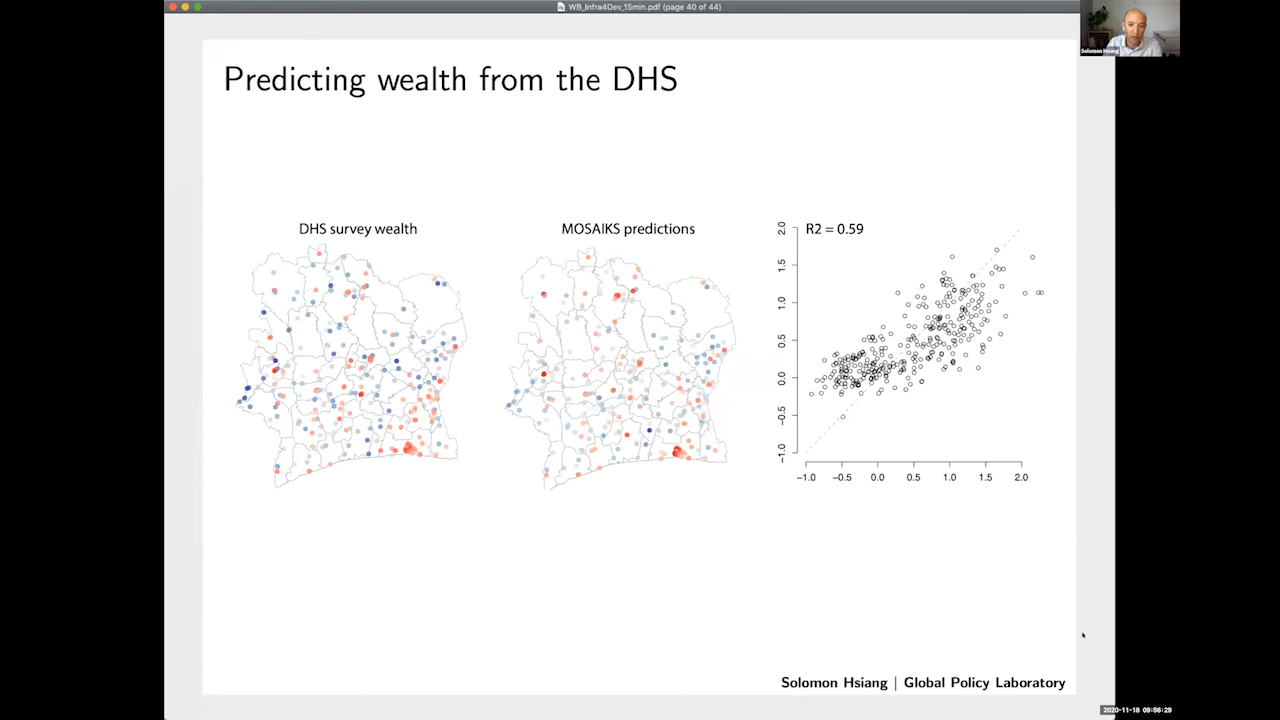 WB_Infra4Dev_15min.pdf (page 40 of 44)
Solomon Hsiang
Predicting wealth from the DHS
DHS survey wealth
MOSAIKS predictions
R2 = 0.59
2.0
1.5
1.0
0.5
0.0
−0.5
−1.0
−1.0 −0.5 0.0 0.5 1.0 1.5 2.0
Solomon Hsiang | Global Policy Laboratory
2020-11-18 09:56:29